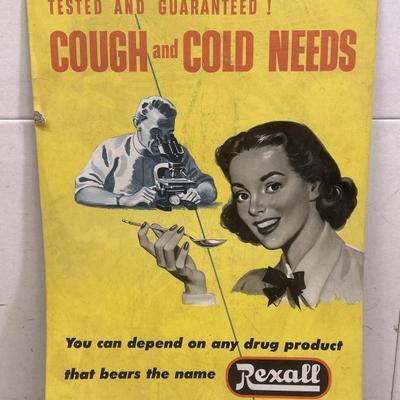 TESTED AND GUARANTEED !
COUGH and COLD NEEDS
You can depend on any drug product
that bears the name Rexall